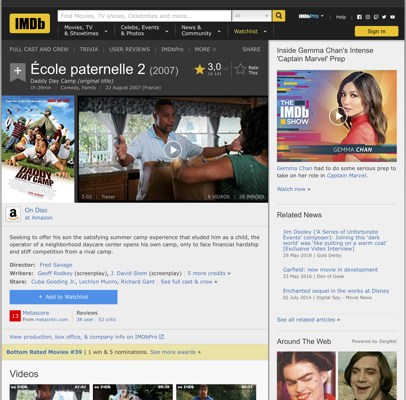 IMDb
Find Movies, TV shows, Celebrities and more...
All
IMDbPro
Help
Movies, TV & Showtimes
Celebs, Events & Photos
News & Community
Watchlist
Sign in
FULL CAST AND CREW | TRIVIA | USER REVIEWS | IMDbPro | MORE
SHARE
École paternelle 2 (2007)
Daddy Day Camp (original title)
1h 29min | Comedy, Family | 22 August 2007 (France)
3,0
Rate This
DADDY DAY CAMP
2:02 | Trailer
8 VIDEOS | 28 IMAGES
On Disc
at Amazon
Seeking to offer his son the satisfying summer camp experience that eluded him as a child, the
operator of a neighborhood daycare center opens his own camp, only to face financial hardship
and stiff competition from a rival camp.
Director: Fred Savage
Writers: Geoff Rodkey (screenplay), J. David Stem (screenplay) | 5 more credits »
Stars: Cuba Gooding Jr., Lochlyn Munro, Richard Gant | See full cast & crew »
+ Add to Watchlist
Metascore
From metacritic.com
Reviews
38 user | 52 critic
View production, box office, & company info on IMDbPro
Bottom Rated Movies #39 | 1 win & 5 nominations. See more awards »
Videos
Inside Gemma Chan's Intense
'Captain Marvel' Prep
THE
IMDb
SHOW
GEMMA CHAN
Gemma Chan had to do some serious prep to
take on her role in Captain Marvel.
Watch now »
Related News
Jim Dooley ('A Series of Unfortunate
Events' composer): Joining this 'dark
world' was 'like putting on a warm coat'
[Exclusive Video Interview]
29 May 2018 | Gold Derby
Garfield: new movie in development
23 May 2018 | Den of Geek
Enchanted sequel in the works at Disney
02 July 2014 | Digital Spy - Movie News
See all related articles »
Around The Web
Powered by Zergnet